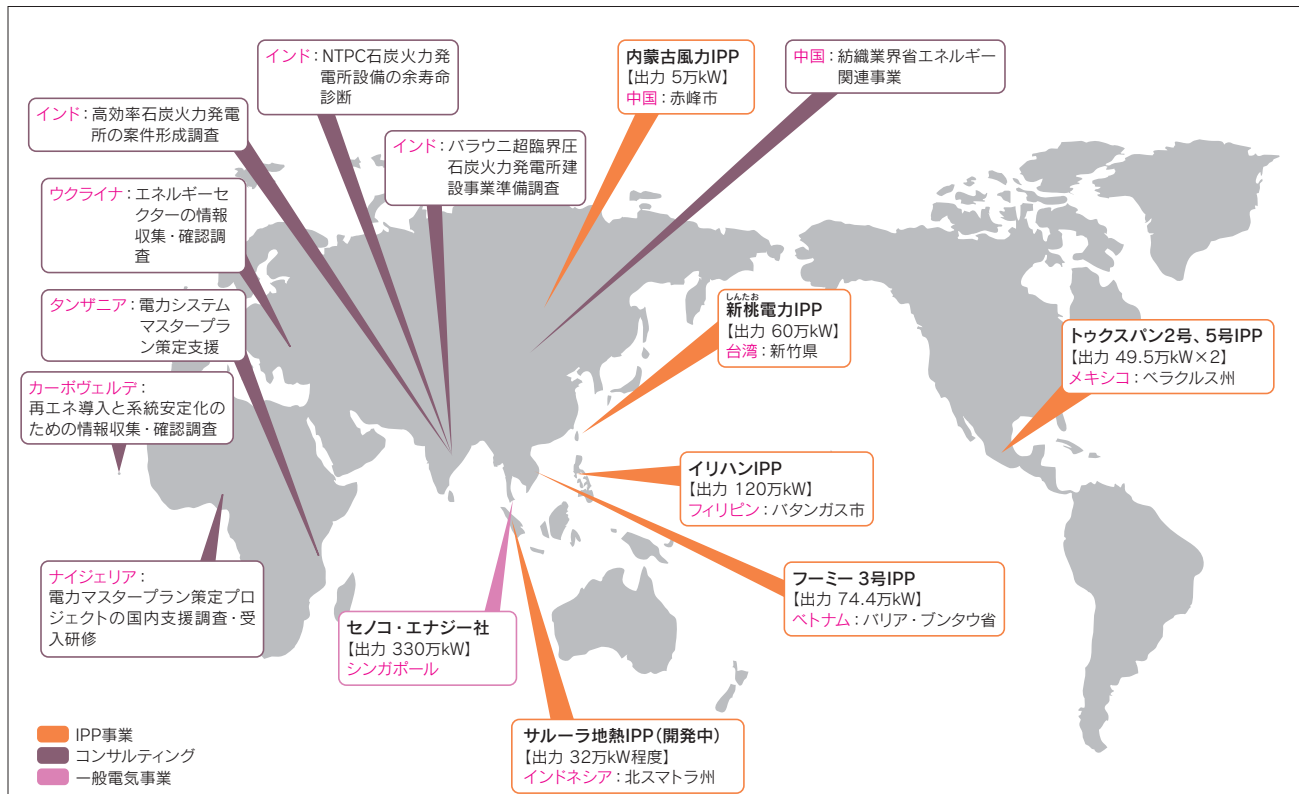 インド：NTPC石炭火力発
電所設備の余寿命
診断
内蒙古風力IPP
【出力 5万kW】
中国：赤峰市
中国：紡織業界省エネルギー
関連事業
インド：高効率石炭火力発電
所の案件形成調査
インド：バラウニ超臨界圧
石炭火力発電所建
設事業準備調査
ウクライナ：エネルギーセ
クターの情報
収集・確認調
査
タンザニア：電力システム
マスタープラ
ン策定支援
しんたお
新桃電力IPP
【出力 60万kW】
台湾：新竹県
トゥクスパン2号、5号IPP
【出力 49.5万kW×2】
メキシコ：ベラクルス州
カーボヴェルデ：
再エネ導入と系統安定化の
ための情報収集・確認調査
イリハンIPP
【出力 120万kW】
フィリピン：バタンガス市
ナイジェリア：
電力マスタープラン策定プロ
ジェクトの国内支援調査・受
入研修
フーミー 3号IPP
【出力 74.4万kW】
ベトナム：バリア・ブンタウ省
セノコ・エナジー社
【出力 330万kW】
シンガポール
サルーラ地熱IPP（開発中）
【出力 32万kW程度】
インドネシア：北スマトラ州
IPP事業
コンサルティング
一般電気事業